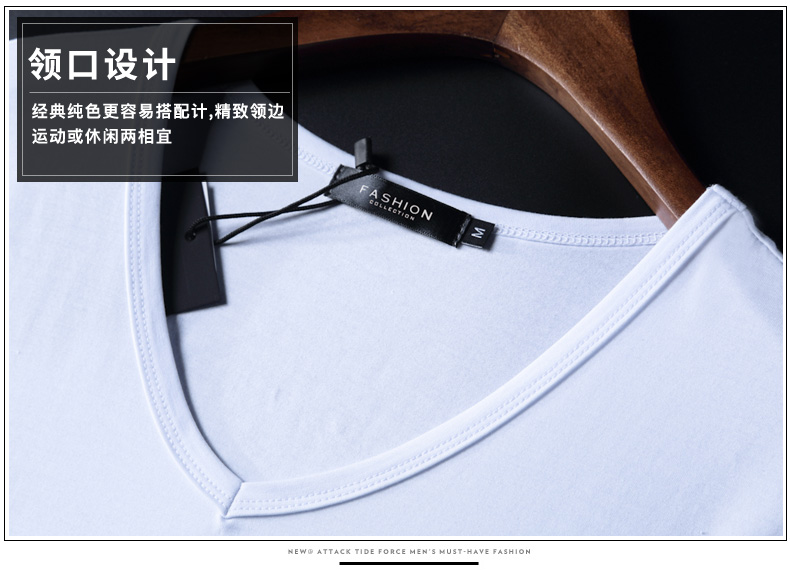 领口设计
经典纯色更容易搭配计,精致领边
运动或休闲两相宜
FASHION
COLLECTION
M
NEW@ ATTACK TIDE FORCE MEN'S MUST-HAVE FASHION